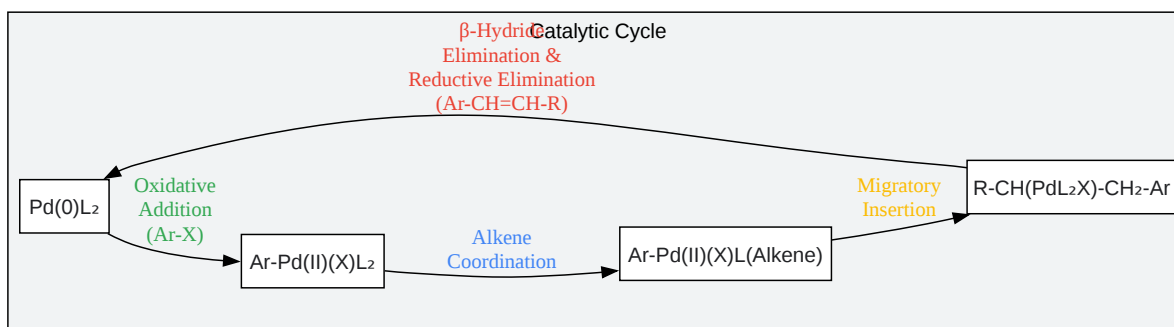 Catalytic Cycle
β-Hydride
Elimination &
Reductive Elimination
(Ar-CH=CH-R)
Pd(0)L₂
Oxidative
Addition
(Ar-X)
Ar-Pd(II)(X)L₂
Alkene
Coordination
Ar-Pd(II)(X)L(Alkene)
Migratory
Insertion
R-CH(PdL₂X)-CH₂-Ar